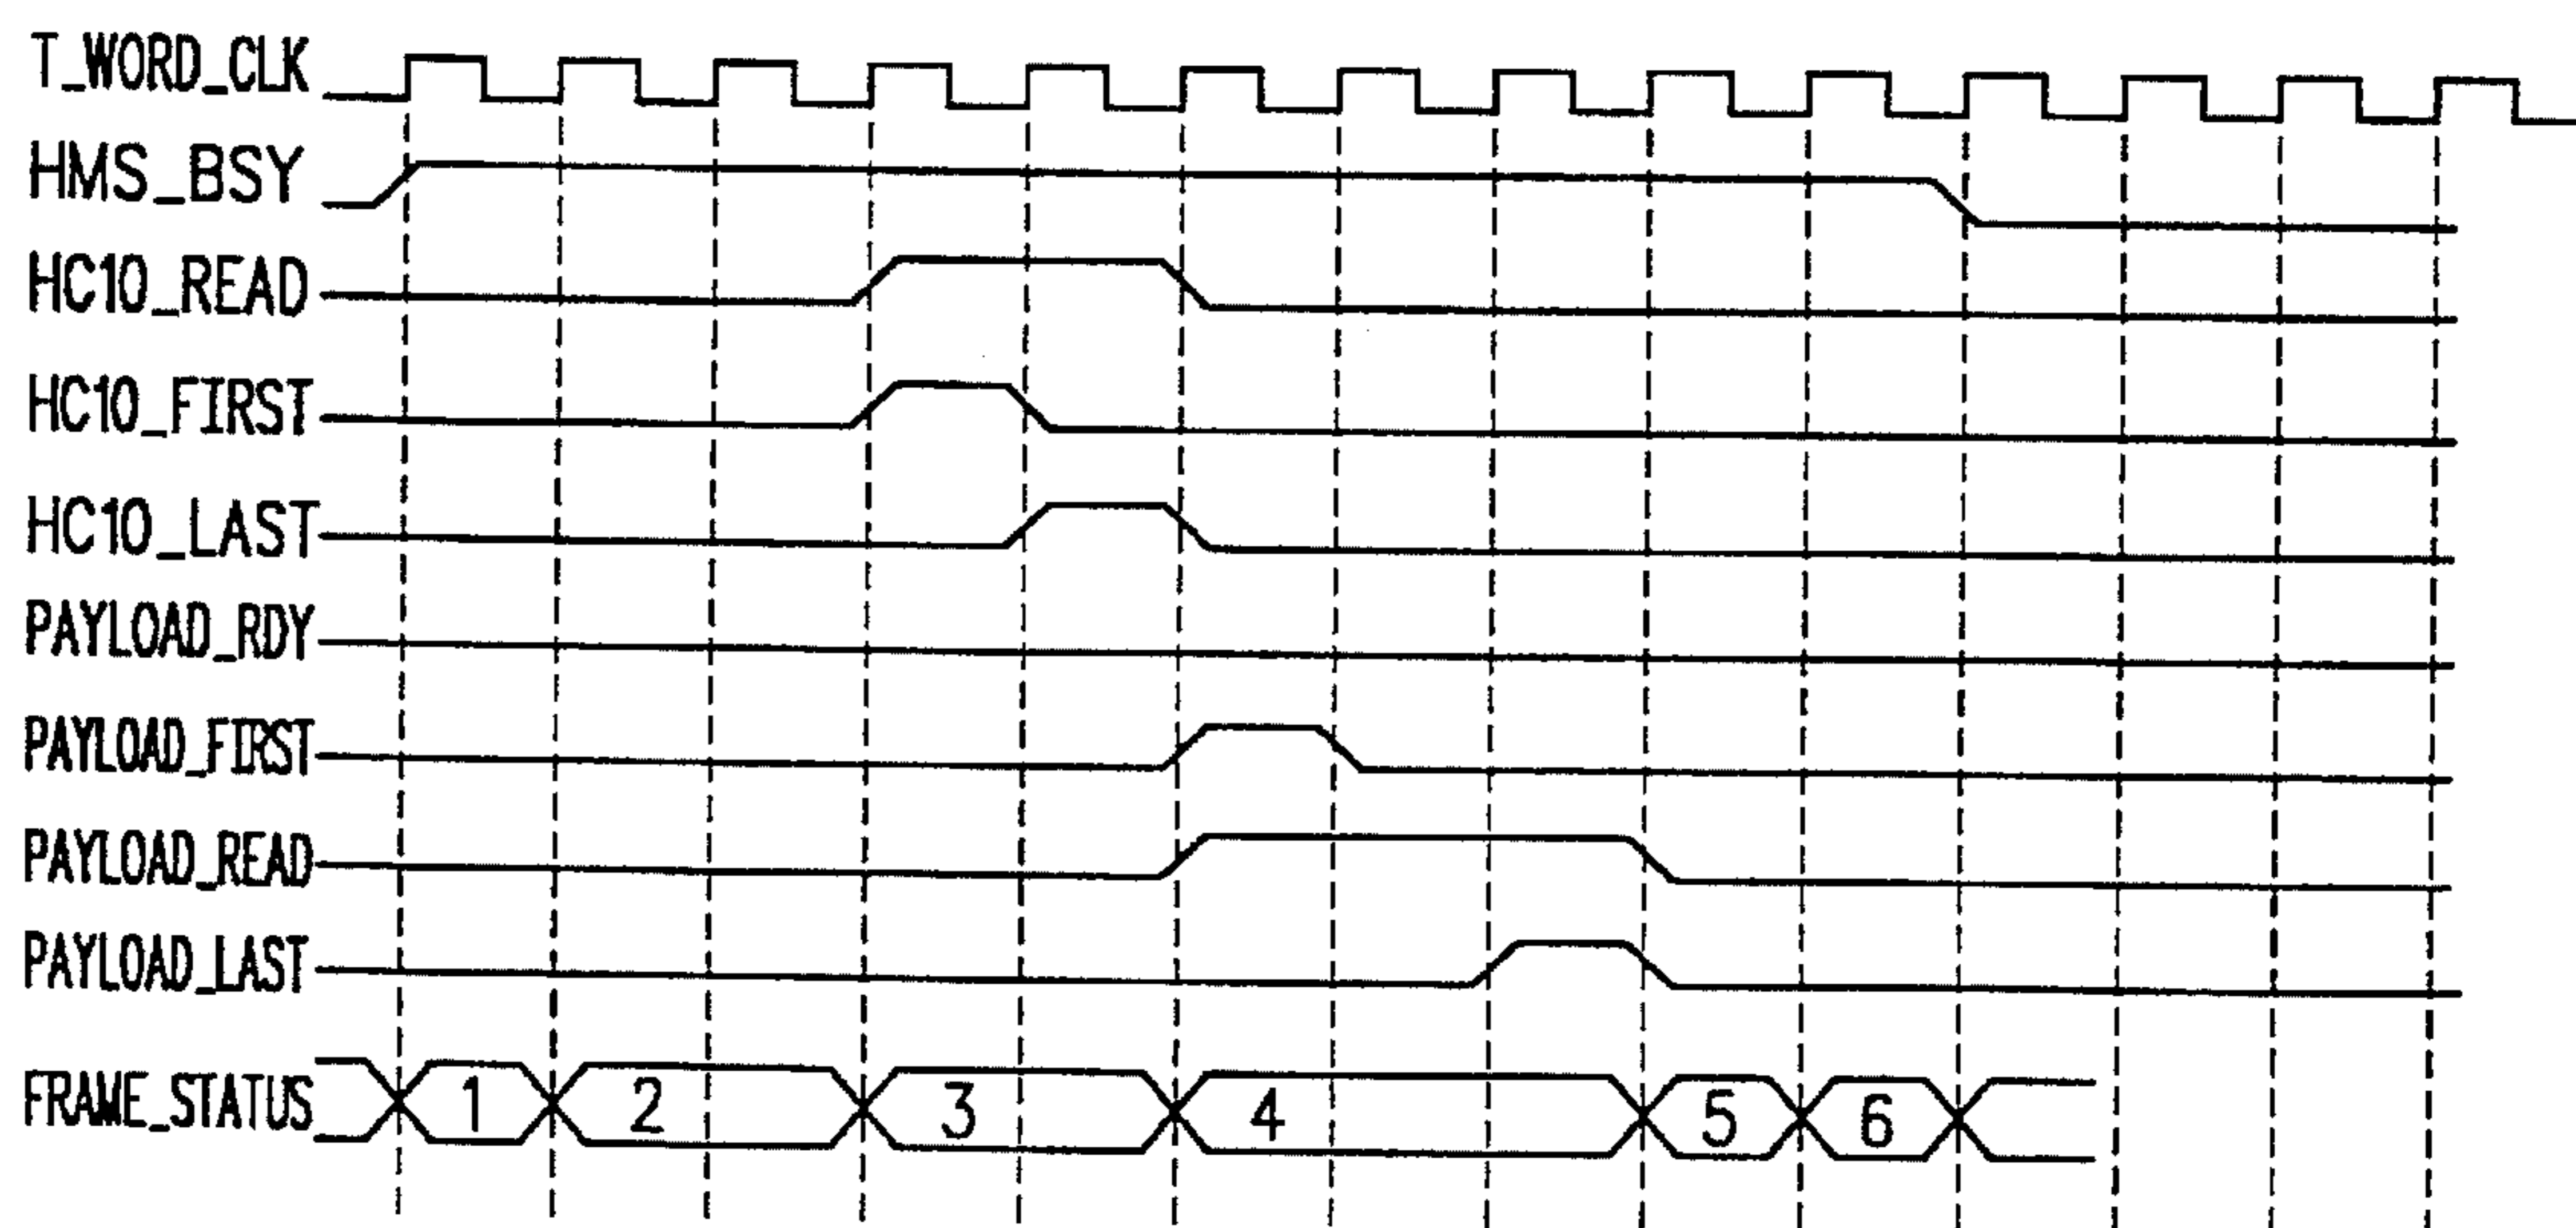 T_WORD_CLK
HMS_BSY
HC10_READ
HC10_FIRST
HC10_LAST
PAYLOAD_RDY
PAYLOAD_FIRST
PAYLOAD_READ
PAYLOAD_LAST
FRAME_STATUS 1 2 3 4 5 6